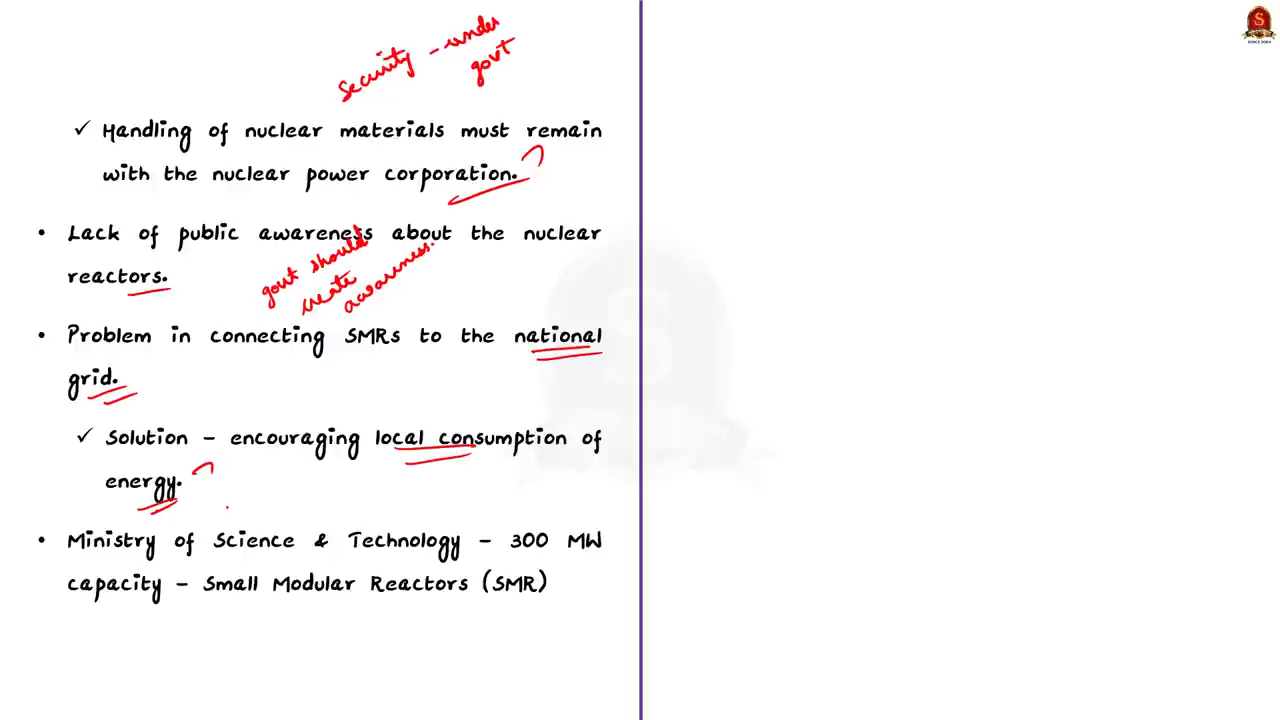 security - under
govt
✓ Handling of nuclear materials must remain
with the nuclear power corporation.
• Lack of public awareness about the nuclear
reactors.
govt should
create
awareness.
• Problem in connecting SMRs to the national
grid.
✓ Solution – encouraging local consumption of
energy.
• Ministry of Science & Technology – 300 MW
capacity – Small Modular Reactors (SMR)
S
S